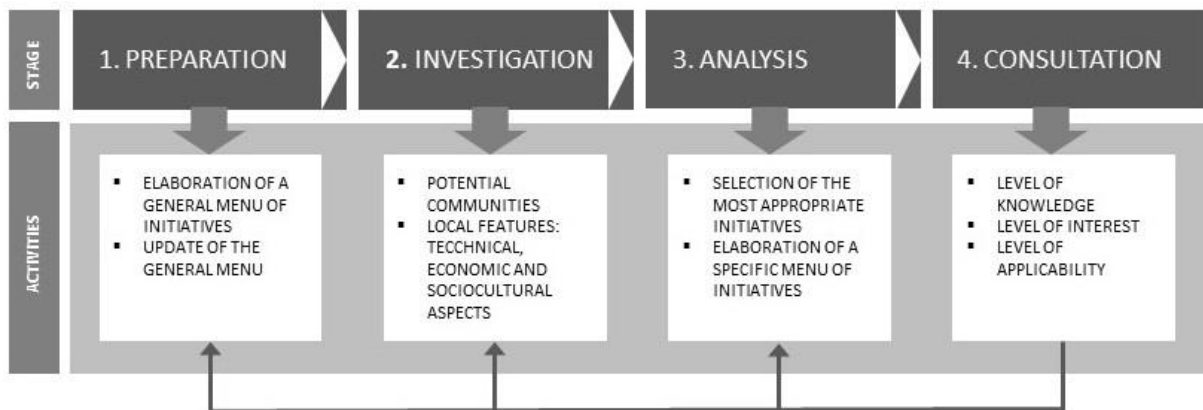 STAGE
1. PREPARATION
2. INVESTIGATION
3. ANALYSIS
4. CONSULTATION
ACTIVITIES
▪ ELABORATION OF A
GENERAL MENU OF
INITIATIVES
▪ UPDATE OF THE
GENERAL MENU
▪ POTENTIAL
COMMUNITIES
▪ LOCAL FEATURES:
TECCHNICAL,
ECONOMIC AND
SOCIOCULTURAL
ASPECTS
▪ SELECTION OF THE
MOST APPROPRIATE
INITIATIVES
▪ ELABORATION OF A
SPECIFIC MENU OF
INITIATIVES
▪ LEVEL OF
KNOWLEDGE
▪ LEVEL OF INTEREST
▪ LEVEL OF
APPLICABILITY